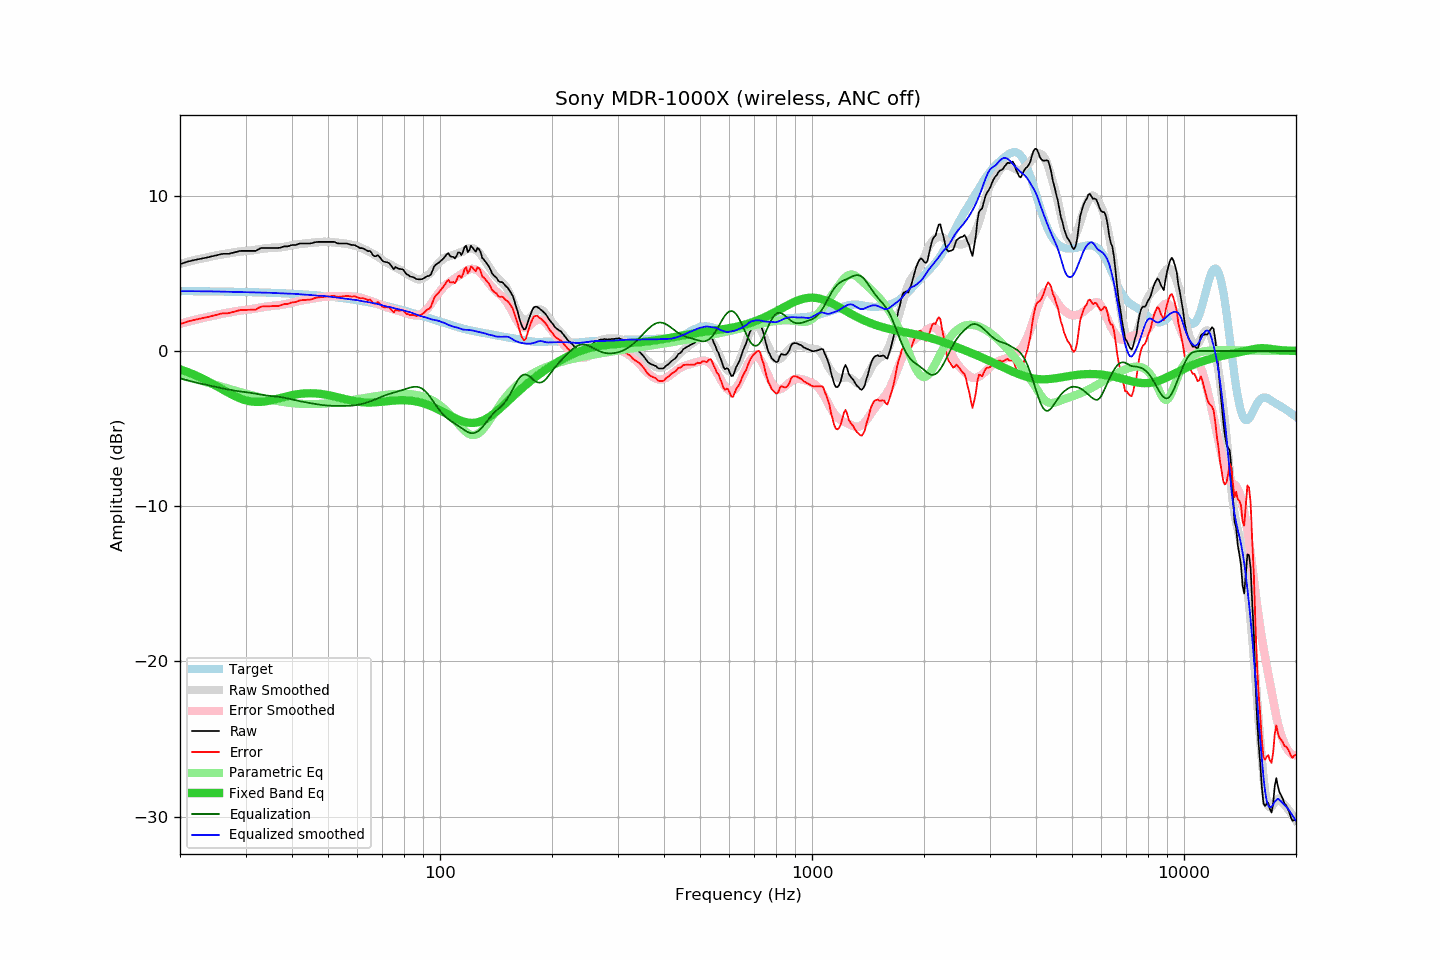 Sony MDR-1000X (wireless, ANC off)
10
0
−10
−20
−30
Amplitude (dBr)
Target
Raw Smoothed
Error Smoothed
Raw
Error
Parametric Eq
Fixed Band Eq
Equalization
Equalized smoothed
100
1000
10000
Frequency (Hz)